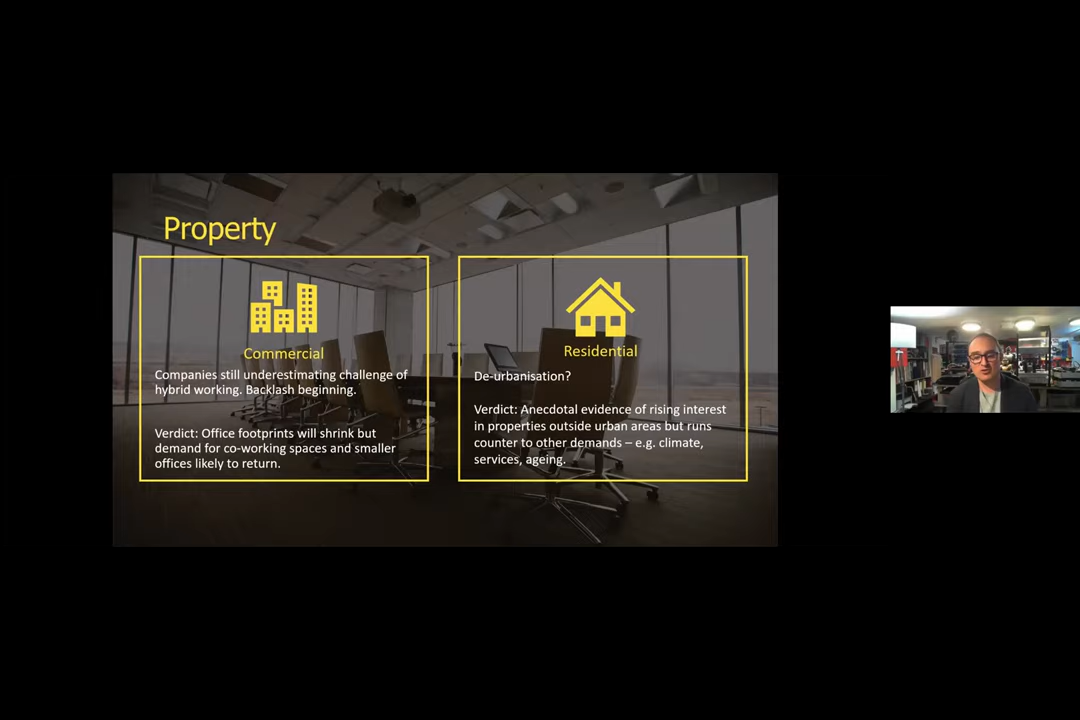 Property
Commercial
Companies still underestimating challenge of
hybrid working. Backlash beginning.
Verdict: Office footprints will shrink but
demand for co-working spaces and smaller
offices likely to return.
Residential
De-urbanisation?
Verdict: Anecdotal evidence of rising interest
in properties outside urban areas but runs
counter to other demands – e.g. climate,
services, ageing.